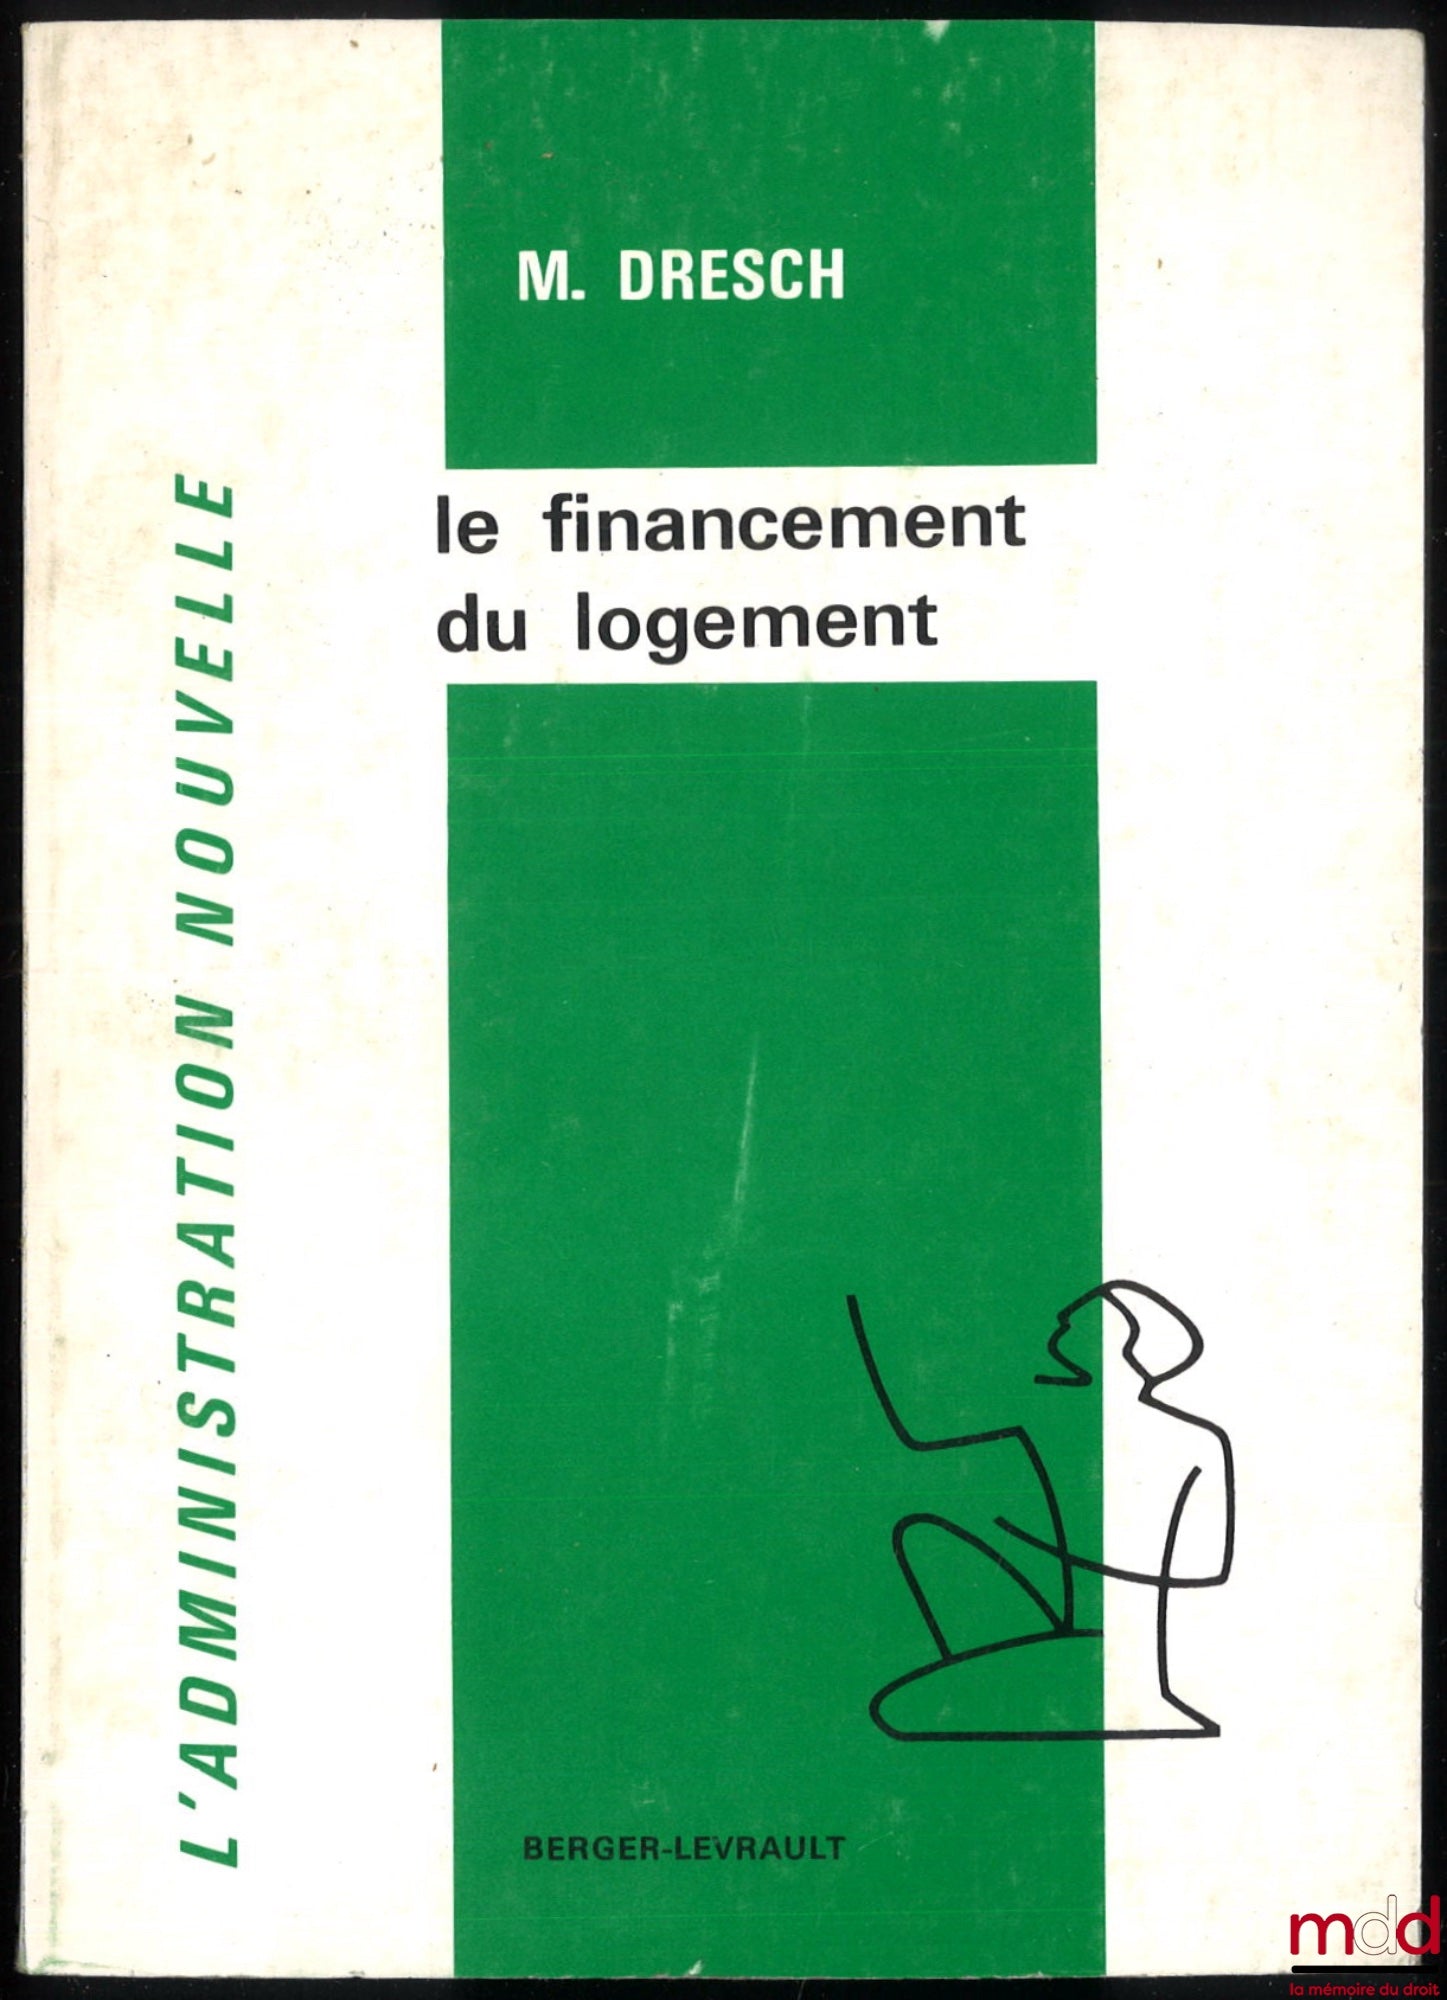 M. DRESCH
le financement
du logement
L'ADMINISTRATION NOUVELLE
BERGER-LEVRAULT
mdd
la mémoire du droit